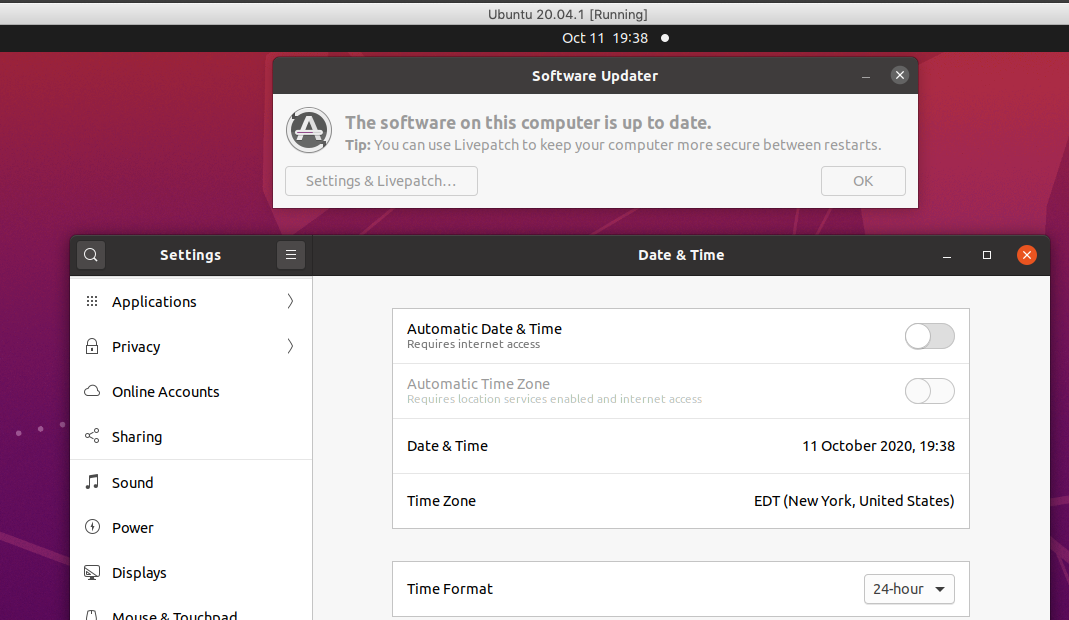 Ubuntu 20.04.1 [Running]
Oct 11 19:38
Software Updater
The software on this computer is up to date.
Tip: You can use Livepatch to keep your computer more secure between restarts.
Settings & Livepatch...
OK
Settings
Date & Time
Applications
Privacy
Online Accounts
Sharing
Sound
Power
Displays
Mouse & Touchpad
Automatic Date & Time
Requires internet access
Automatic Time Zone
Requires location services enabled and internet access
Date & Time
11 October 2020, 19:38
Time Zone
EDT (New York, United States)
Time Format
24-hour